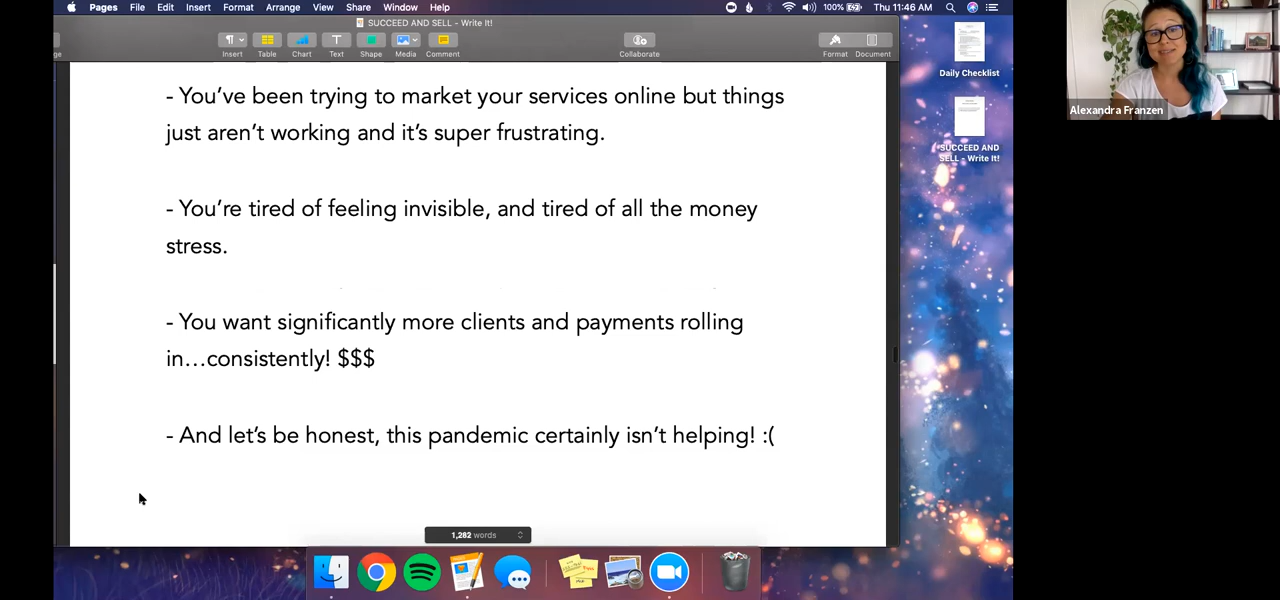 Pages File Edit Insert Format Arrange View Share Window Help 100% Thu 11:46 AM
SUCCEED AND SELL - Write It!
ge Insert Table Chart Text Shape Media Comment Collaborate Format Document
- You've been trying to market your services online but things
just aren't working and it's super frustrating.
- You're tired of feeling invisible, and tired of all the money
stress.
- You want significantly more clients and payments rolling
in…consistently! $$$
- And let's be honest, this pandemic certainly isn't helping! :(
1,282 words
Daily Checklist
SUCCEED AND
SELL - Write It!
Alexandra Franzen